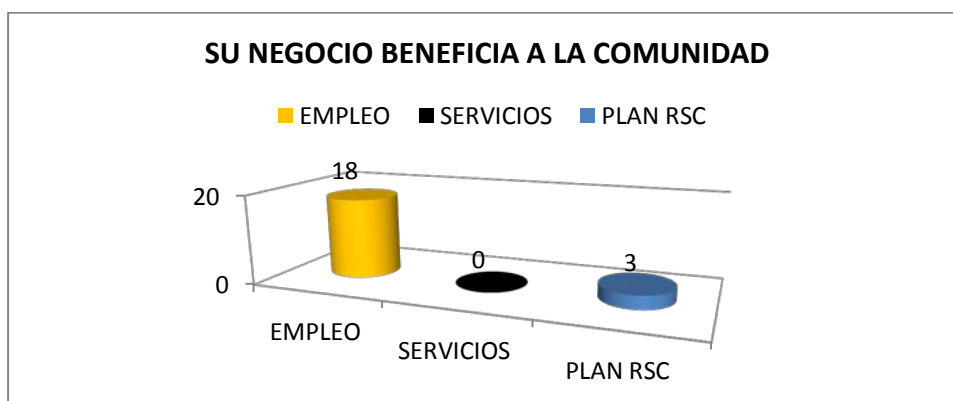 SU NEGOCIO BENEFICIA A LA COMUNIDAD
EMPLEO SERVICIOS PLAN RSC
18
20
0
3
0
EMPLEO
SERVICIOS
PLAN RSC